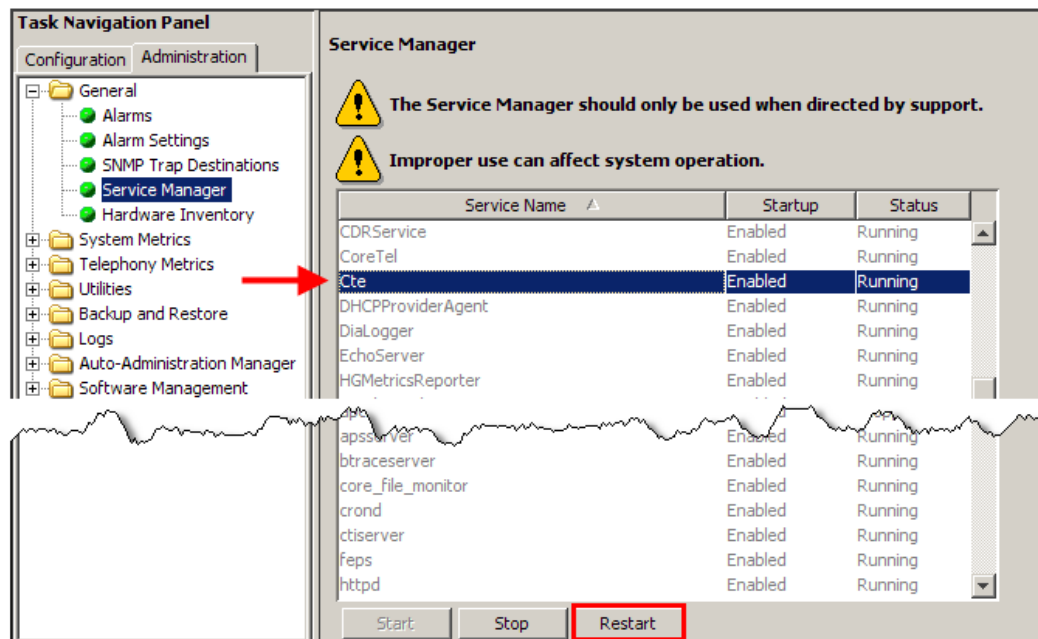 Task Navigation Panel
Configuration
Administration
General
Alarms
Alarm Settings
SNMP Trap Destinations
Service Manager
Hardware Inventory
System Metrics
Telephony Metrics
Utilities
Backup and Restore
Logs
Auto-Administration Manager
Software Management
Service Manager
The Service Manager should only be used when directed by support.
Improper use can affect system operation.
Service Name Startup Status
CDRService Enabled Running
CoreTel Enabled Running
Cte Enabled Running
DHCPProviderAgent Enabled Running
DiaLogger Enabled Running
EchoServer Enabled Running
HGMetricsReporter Enabled Running
apsserver Enabled Running
btraceserver Enabled Running
core_file_monitor Enabled Running
crond Enabled Running
ctiserver Enabled Running
feps Enabled Running
httpd Enabled Running
Start Stop Restart